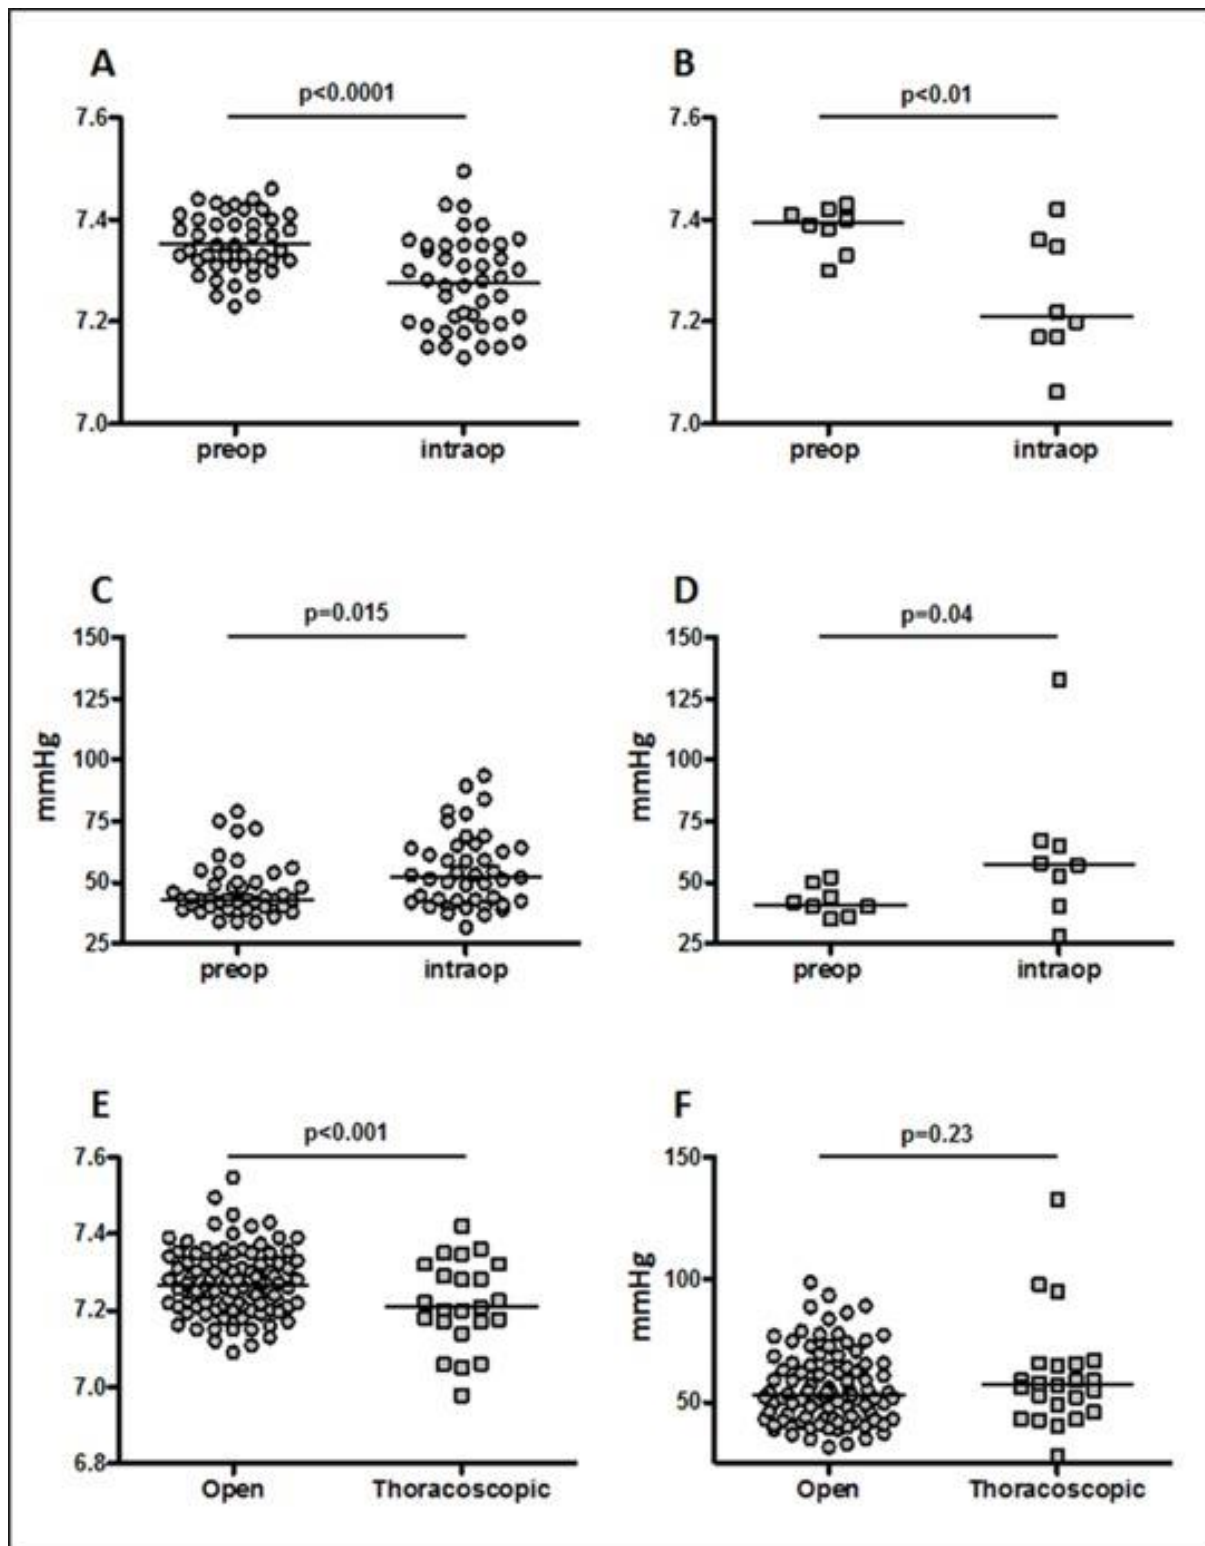 A B
p<0.0001 p<0.01
7.6 7.6
7.4 7.4
7.2 7.2
7.0 7.0
preop intraop preop intraop
C D
p=0.015 p=0.04
150 150
125 125
100 100
mmHg mmHg
75 75
50 50
25 25
preop intraop preop intraop
E F
p<0.001 p=0.23
7.6 150
7.4
mmHg 100
7.2
7.0 50
6.8
Open Thoracoscopic Open Thoracoscopic